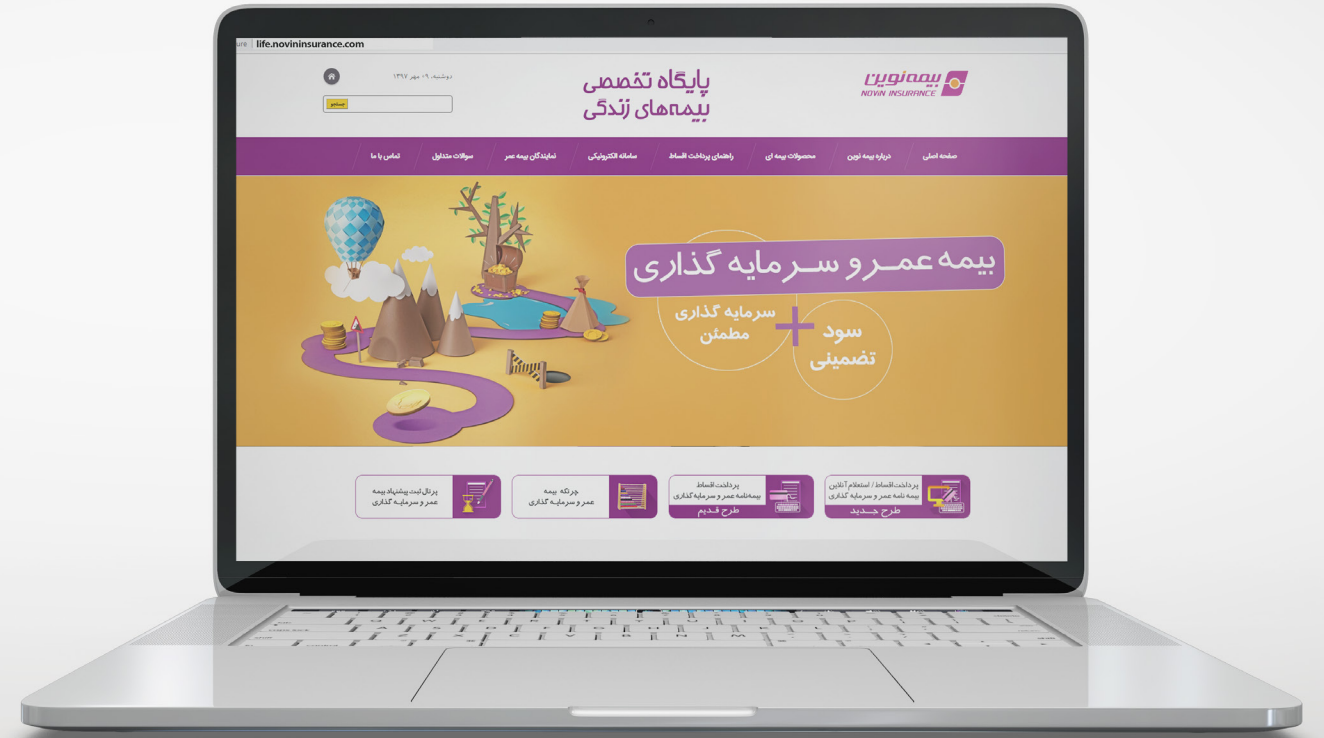 life.novininsurance.com
دوشنبه، ۰۹ مهر ۱۳۹۷
جستجو
پایگاه تخصصی
بیمه‌های زندگی
بیمه نوین
NOVIN INSURANCE
صفحه اصلی
درباره بیمه نوین
محصولات بیمه ای
راهنمای پرداخت اقساط
سامانه الکترونیکی
نمایندگان بیمه عمر
سوالات متداول
تماس با ما
بیمه عمر و سرمایه گذاری
سرمایه گذاری
مطمئن
+
سود
تضمینی
پرداخت اقساط / استعلام آنلاین
بیمه نامه عمر و سرمایه گذاری
طرح جدید
پرداخت اقساط
بیمه‌نامه عمر و سرمایه گذاری
طرح قدیم
چرتکه بیمه
عمر و سرمایه گذاری
پرتال ثبت پیشنهاد بیمه
عمر و سرمایه گذاری